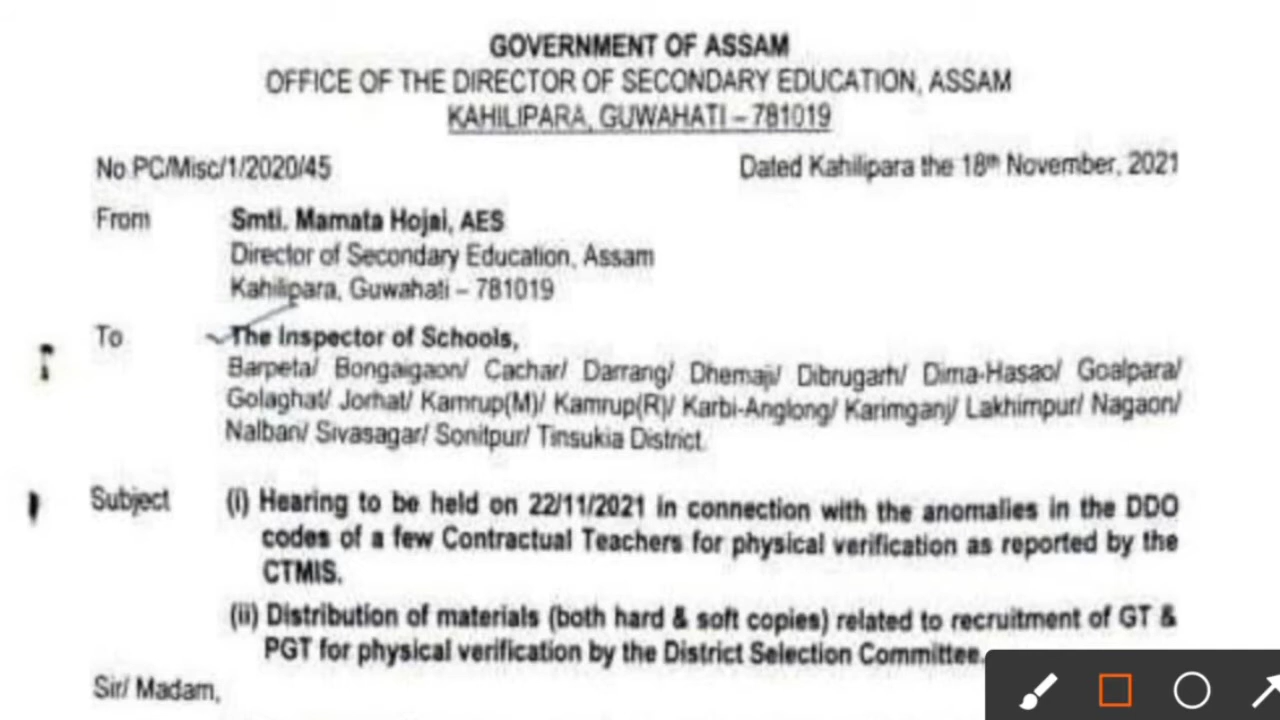 GOVERNMENT OF ASSAM
OFFICE OF THE DIRECTOR OF SECONDARY EDUCATION, ASSAM
KAHILIPARA, GUWAHATI – 781019
No PC/Misc/1/2020/45 Dated Kahilipara the 18th November, 2021
From Smti. Mamata Hojai, AES
Director of Secondary Education, Assam
Kahilipara, Guwahati – 781019
To The Inspector of Schools,
Barpeta/ Bongaigaon/ Cachar/ Darrang/ Dhemaji/ Dibrugarh/ Dima-Hasao/ Goalpara/
Golaghat/ Jorhat/ Kamrup(M)/ Kamrup(R)/ Karbi-Anglong/ Karimganj/ Lakhimpur/ Nagaon/
Nalbari/ Sivasagar/ Sonitpur/ Tinsukia District.
Subject (i) Hearing to be held on 22/11/2021 in connection with the anomalies in the DDO
codes of a few Contractual Teachers for physical verification as reported by the
CTMIS.
(ii) Distribution of materials (both hard & soft copies) related to recruitment of GT &
PGT for physical verification by the District Selection Committee.
Sir/ Madam,